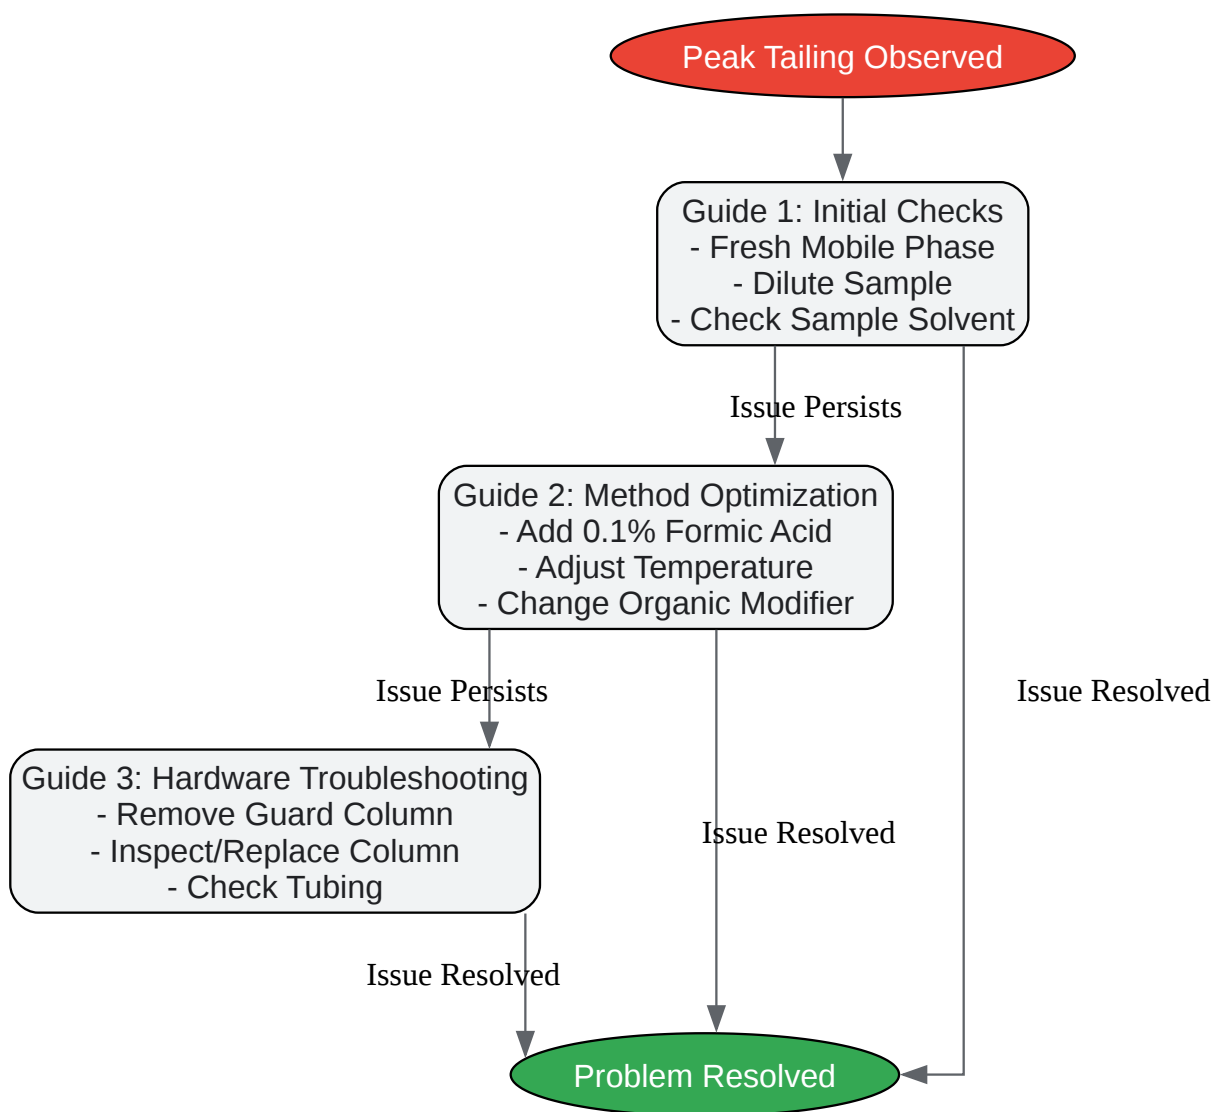 Peak Tailing Observed
Guide 1: Initial Checks
- Fresh Mobile Phase
- Dilute Sample
- Check Sample Solvent
Issue Persists
Guide 2: Method Optimization
- Add 0.1% Formic Acid
- Adjust Temperature
- Change Organic Modifier
Issue Persists
Issue Resolved
Guide 3: Hardware Troubleshooting
- Remove Guard Column
- Inspect/Replace Column
- Check Tubing
Issue Resolved
Issue Resolved
Problem Resolved